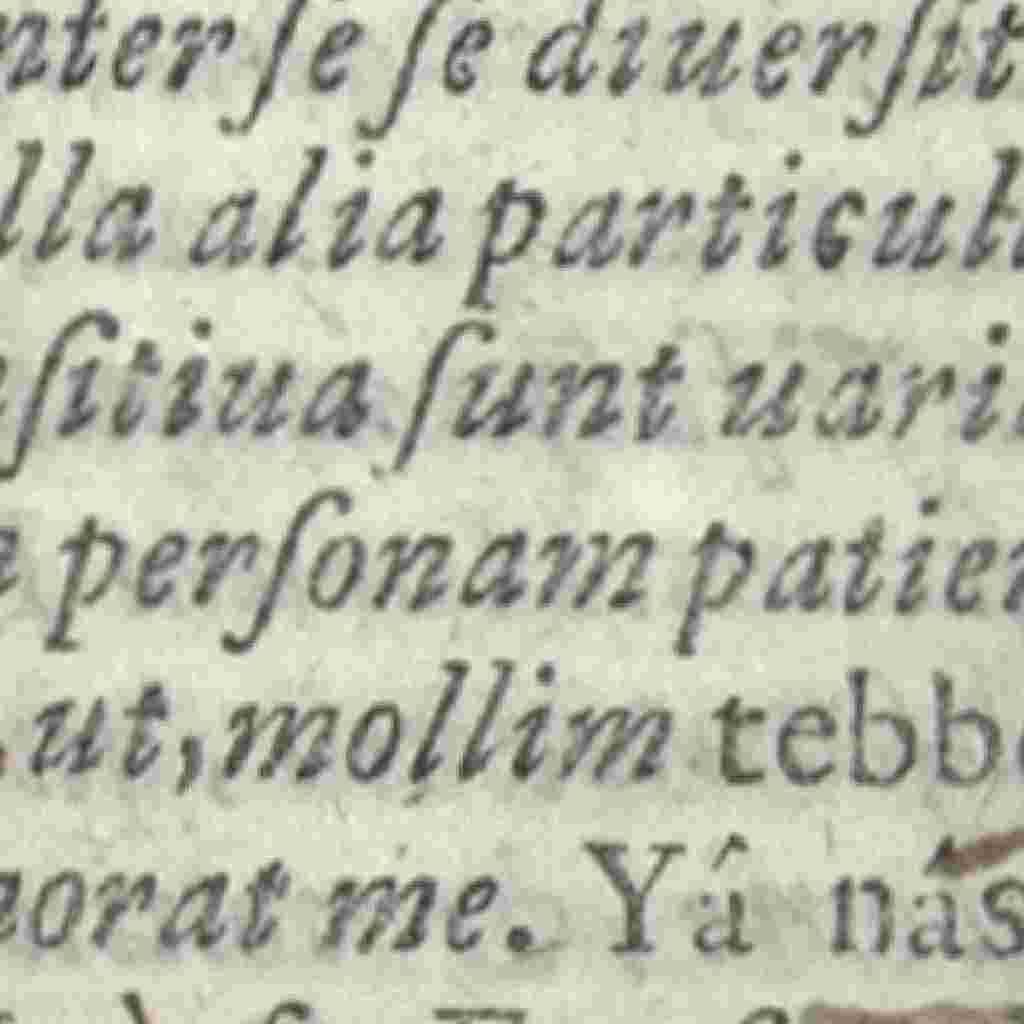 nter ſe ſe diuerſit
lla alia particul
ſitiua ſunt uari
perſonam patien
ut, mollim tebb
orat me. Yâ nâs